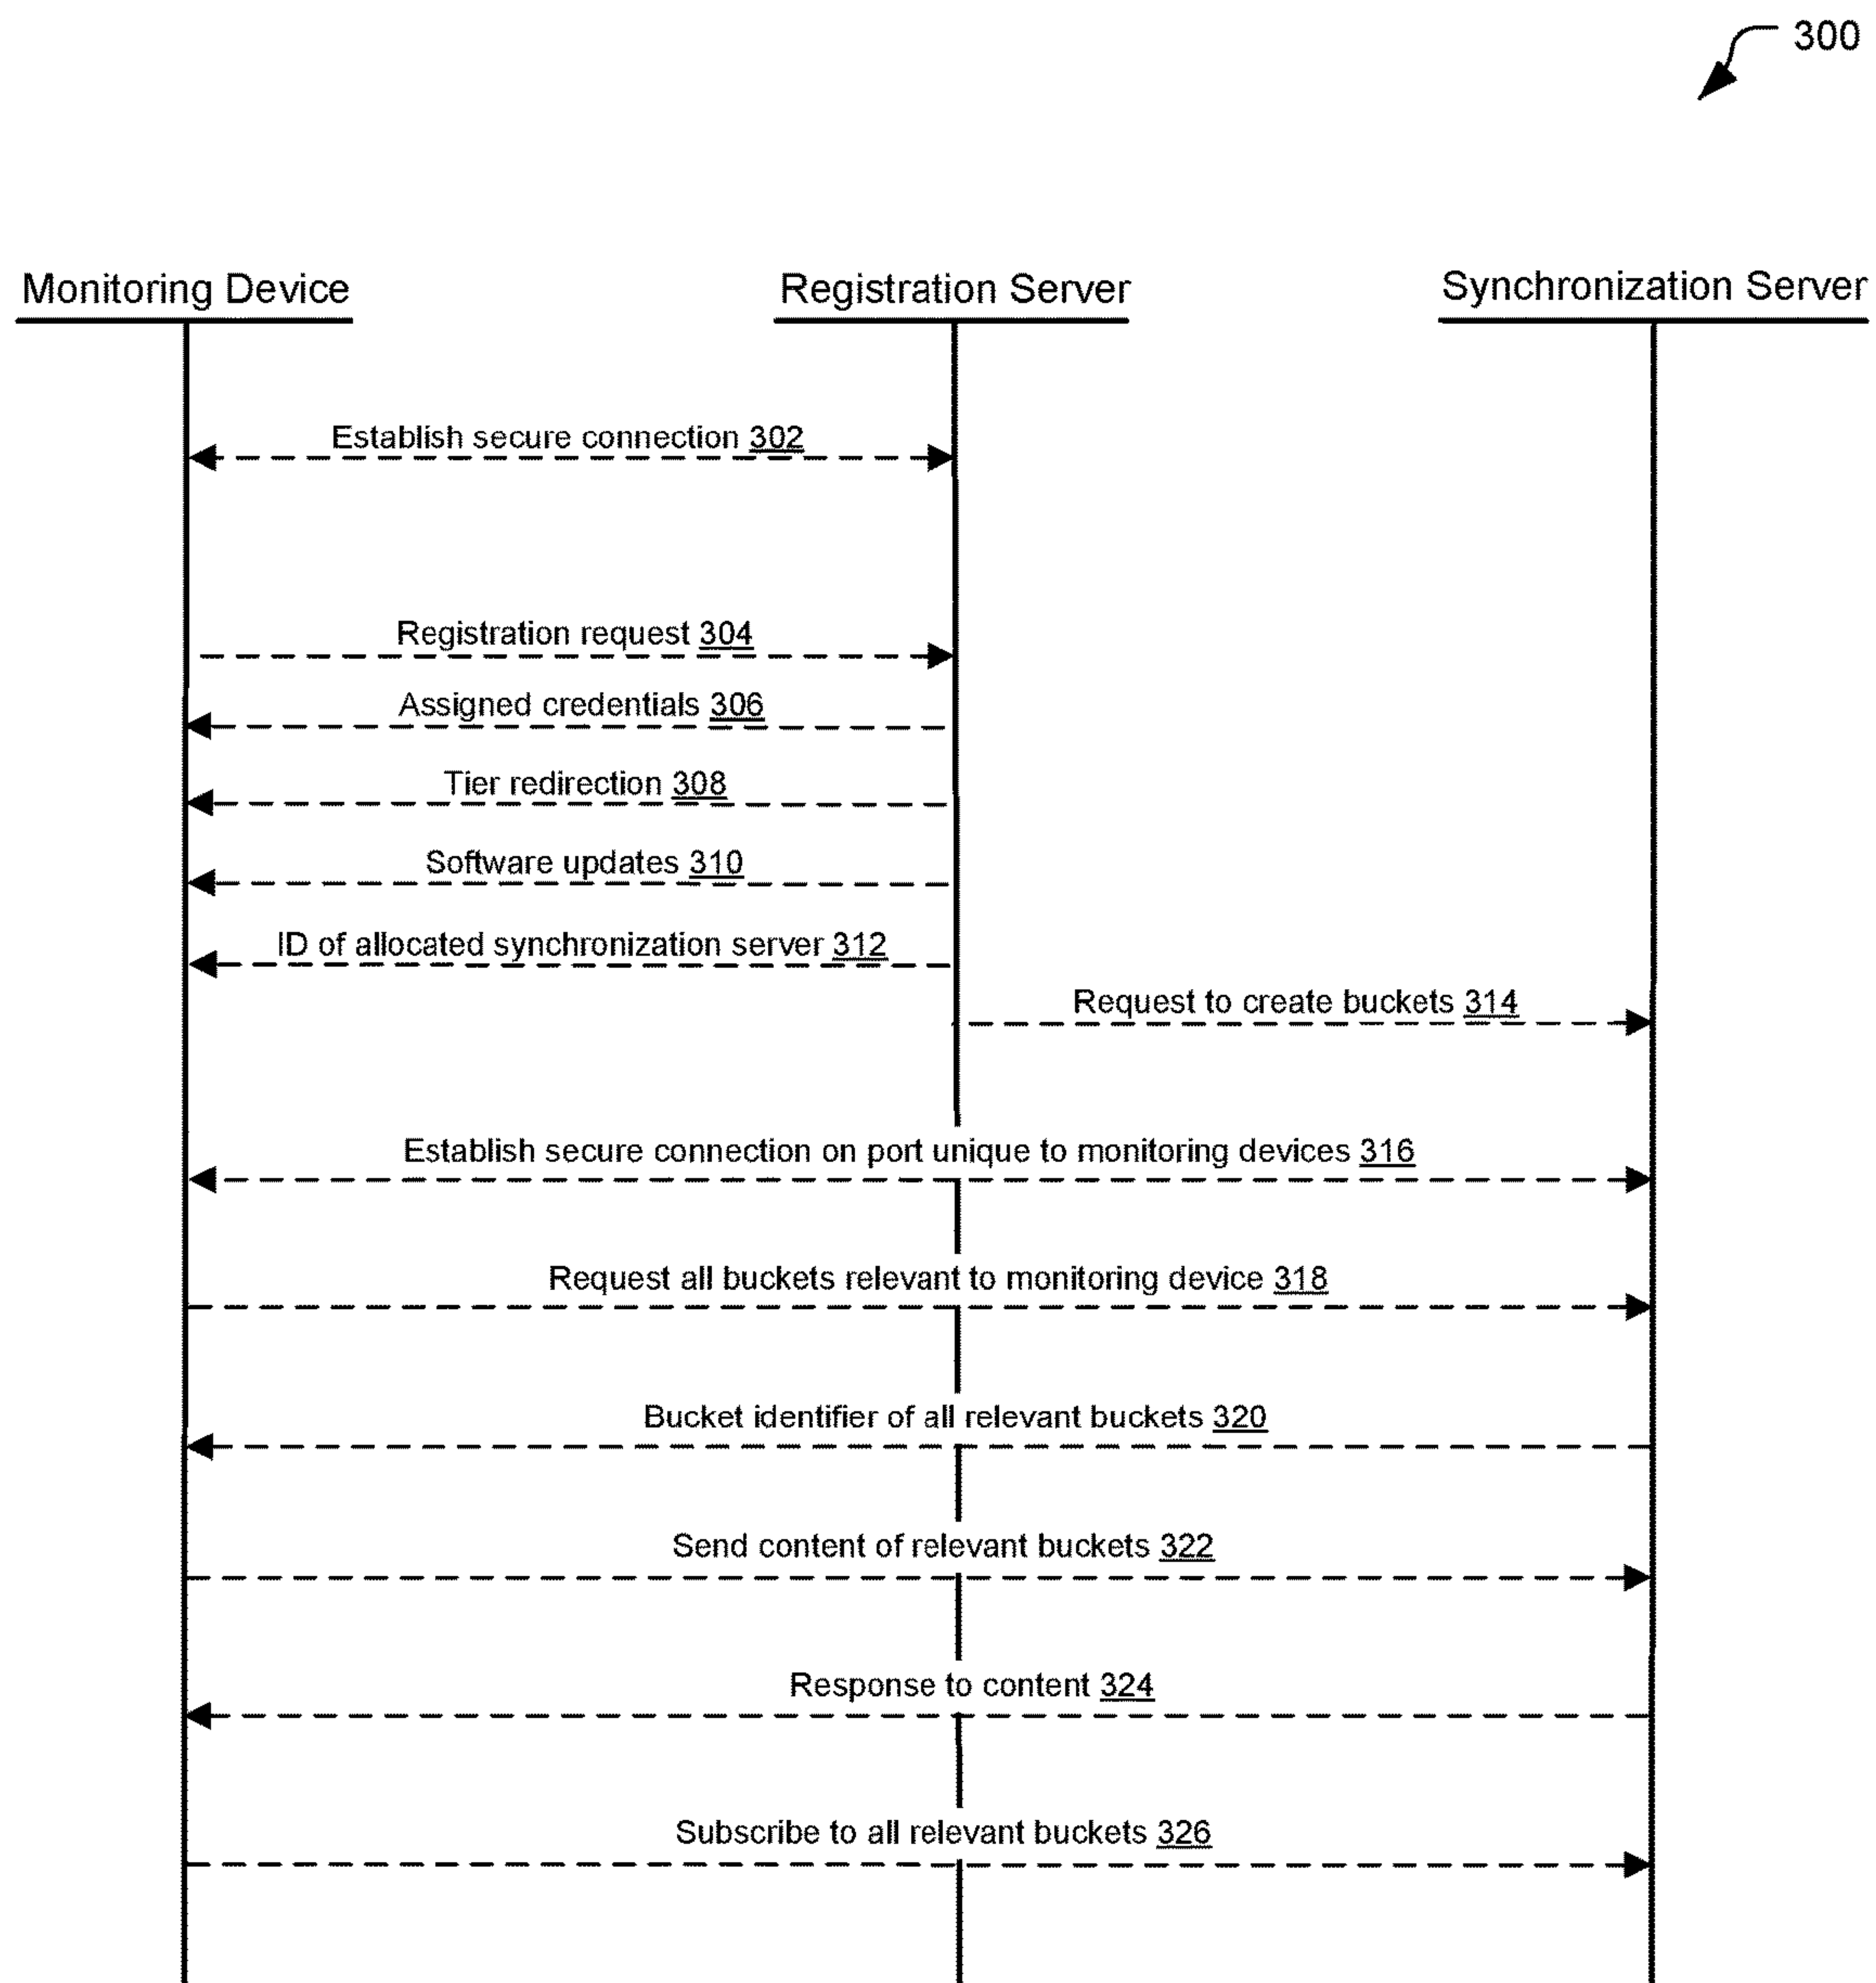 300
Monitoring Device
Registration Server
Synchronization Server
Establish secure connection 302
Registration request 304
Assigned credentials 306
Tier redirection 308
Software updates 310
ID of allocated synchronization server 312
Request to create buckets 314
Establish secure connection on port unique to monitoring devices 316
Request all buckets relevant to monitoring device 318
Bucket identifier of all relevant buckets 320
Send content of relevant buckets 322
Response to content 324
Subscribe to all relevant buckets 326